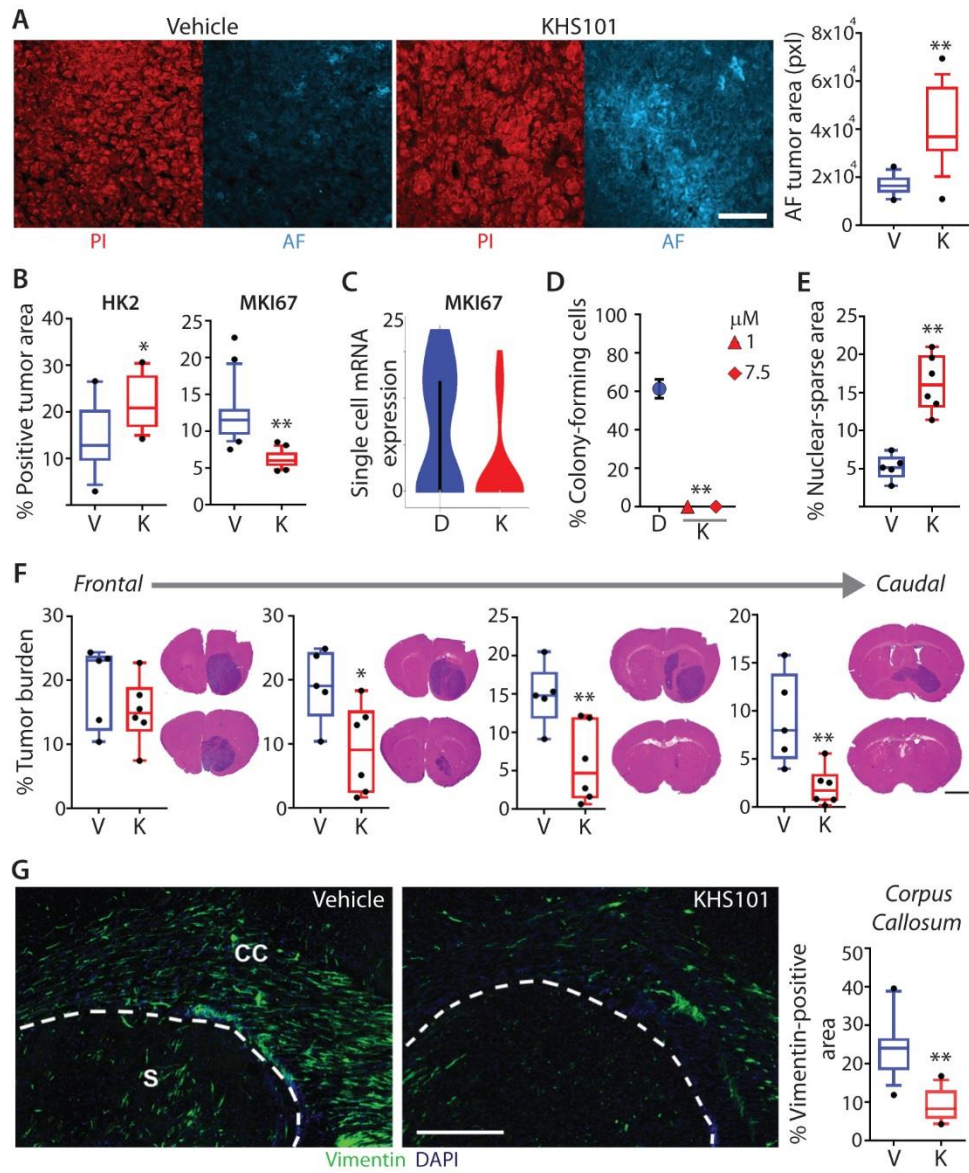 A
Vehicle
KHS101
PI
AF
PI
AF
AF tumor area (pxl)
8x10⁴
6x10⁴
4x10⁴
2x10⁴
0
**
V
K
B
% Positive tumor area
HK2
40
30
20
10
0
*
V
K
MKI67
25
20
15
10
5
0
**
V
K
C
MKI67
Single cell mRNA
expression
25
0
D
K
D
% Colony-forming cells
100
80
60
40
20
0
μM
1
7.5
**
D
K
E
% Nuclear-sparse area
25
20
15
10
5
0
**
V
K
F
Frontal
Caudal
% Tumor burden
30
20
10
0
V
K
30
20
10
0
*
V
K
25
20
15
10
5
0
**
V
K
20
15
10
5
0
**
V
K
G
Vehicle
CC
S
KHS101
Vimentin DAPI
Corpus
Callosum
% Vimentin-positive
area
50
40
30
20
10
0
**
V
K